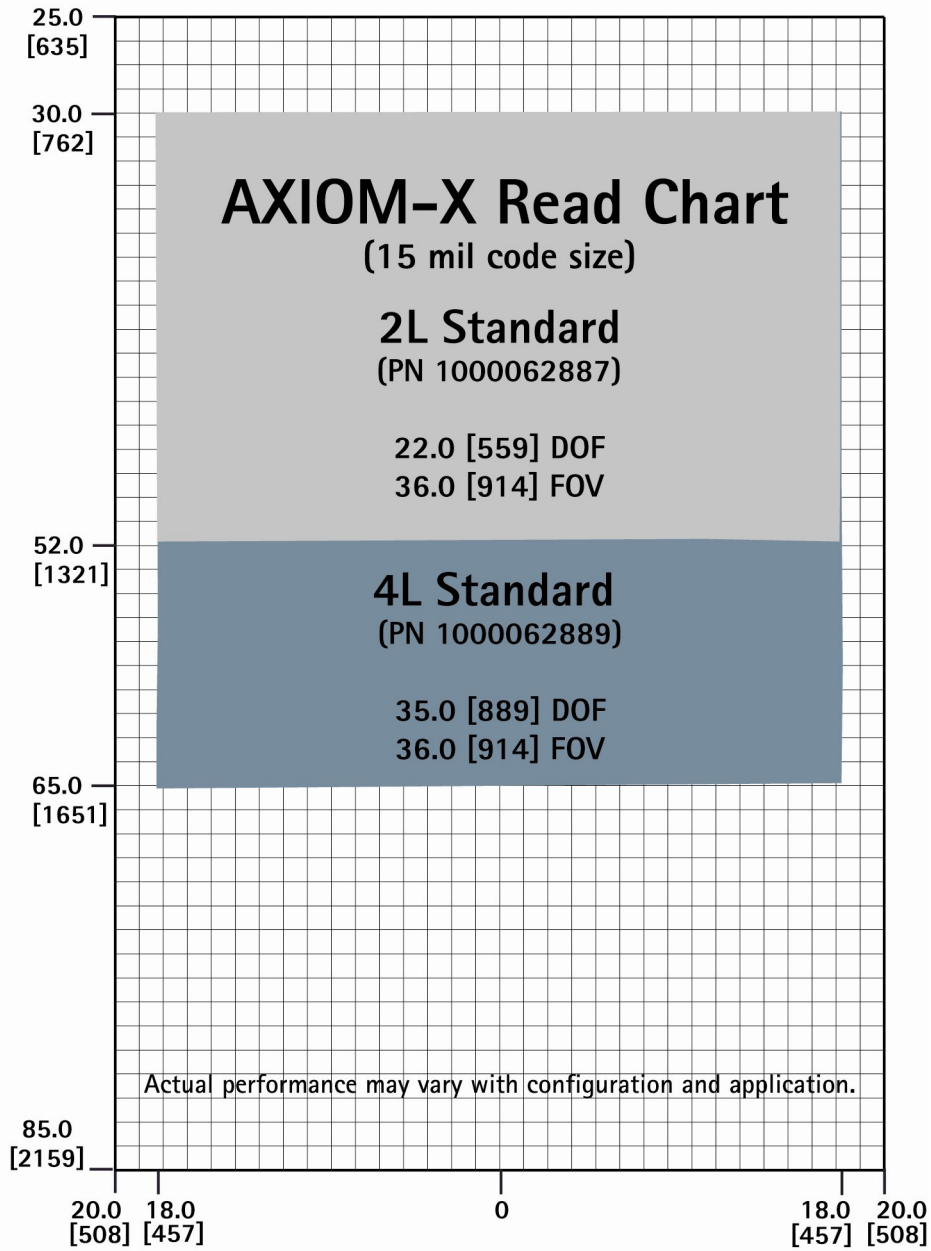 25.0
[635]
30.0
[762]
AXIOM-X Read Chart
(15 mil code size)
2L Standard
(PN 1000062887)
22.0 [559] DOF
36.0 [914] FOV
52.0
[1321]
4L Standard
(PN 1000062889)
35.0 [889] DOF
36.0 [914] FOV
65.0
[1651]
Actual performance may vary with configuration and application.
85.0
[2159]
20.0 18.0 0 18.0 20.0
[508] [457] [457] [508]